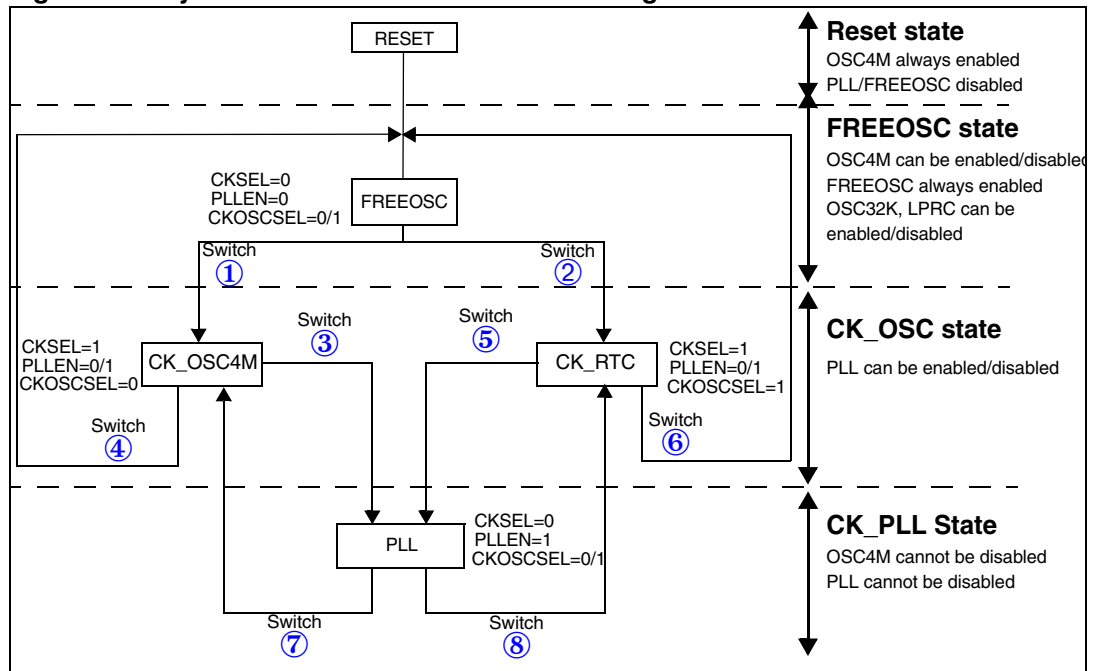 RESET
Reset state
OSC4M always enabled
PLL/FREEOSC disabled
FREEOSC state
OSC4M can be enabled/disabled
FREEOSC always enabled
OSC32K, LPRC can be
enabled/disabled
CKSEL=0
PLLEN=0
CKOSCSEL=0/1
FREEOSC
Switch
①
Switch
②
CK_OSC state
PLL can be enabled/disabled
CKSEL=1
PLLEN=0/1
CKOSCSEL=0
CK_OSC4M
Switch
③
Switch
⑤
CK_RTC
CKSEL=1
PLLEN=0/1
CKOSCSEL=1
Switch
④
Switch
⑥
CK_PLL State
OSC4M cannot be disabled
PLL cannot be disabled
PLL
CKSEL=0
PLLEN=1
CKOSCSEL=0/1
Switch
⑦
Switch
⑧